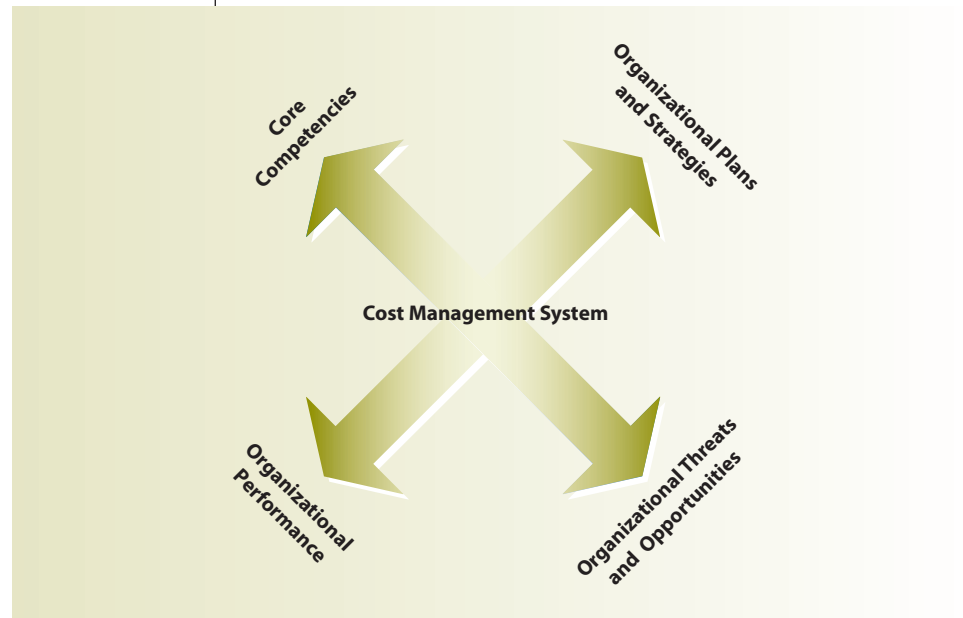 Core
Competencies
Organizational Plans
and Strategies
Cost Management System
Organizational
Performance
Organizational Threats
and Opportunities